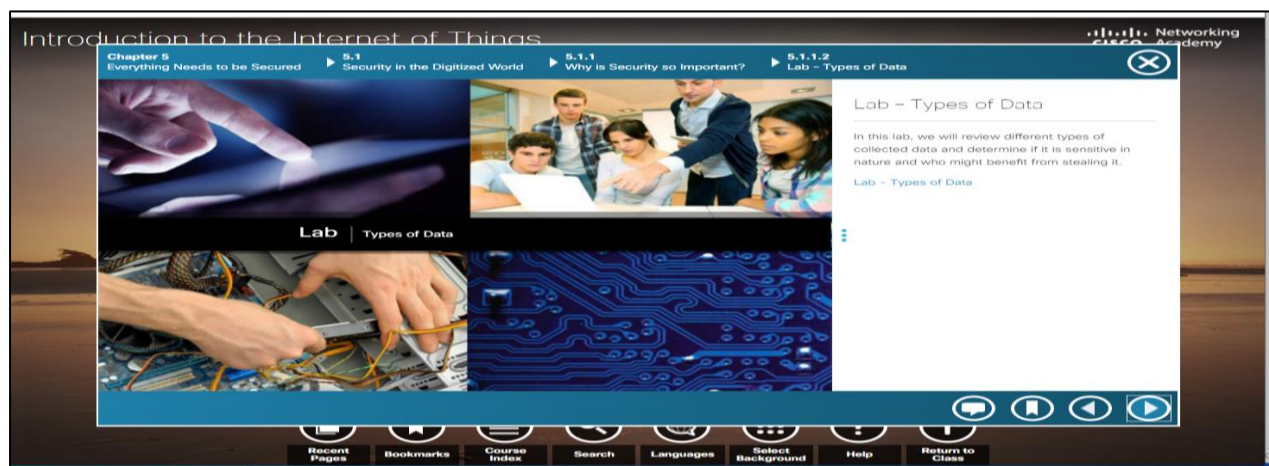 Introduction to the Internet of Things
Networking
CISCO Academy
Chapter 5
Everything Needs to be Secured
5.1
Security in the Digitized World
5.1.1
Why is Security so Important?
5.1.1.2
Lab – Types of Data
Lab – Types of Data
In this lab, we will review different types of
collected data and determine if it is sensitive in
nature and who might benefit from stealing it.
Lab – Types of Data
Lab | Types of Data
Recent
Pages
Bookmarks
Course
Index
Search
Languages
Select
Background
Help
Return to
Class